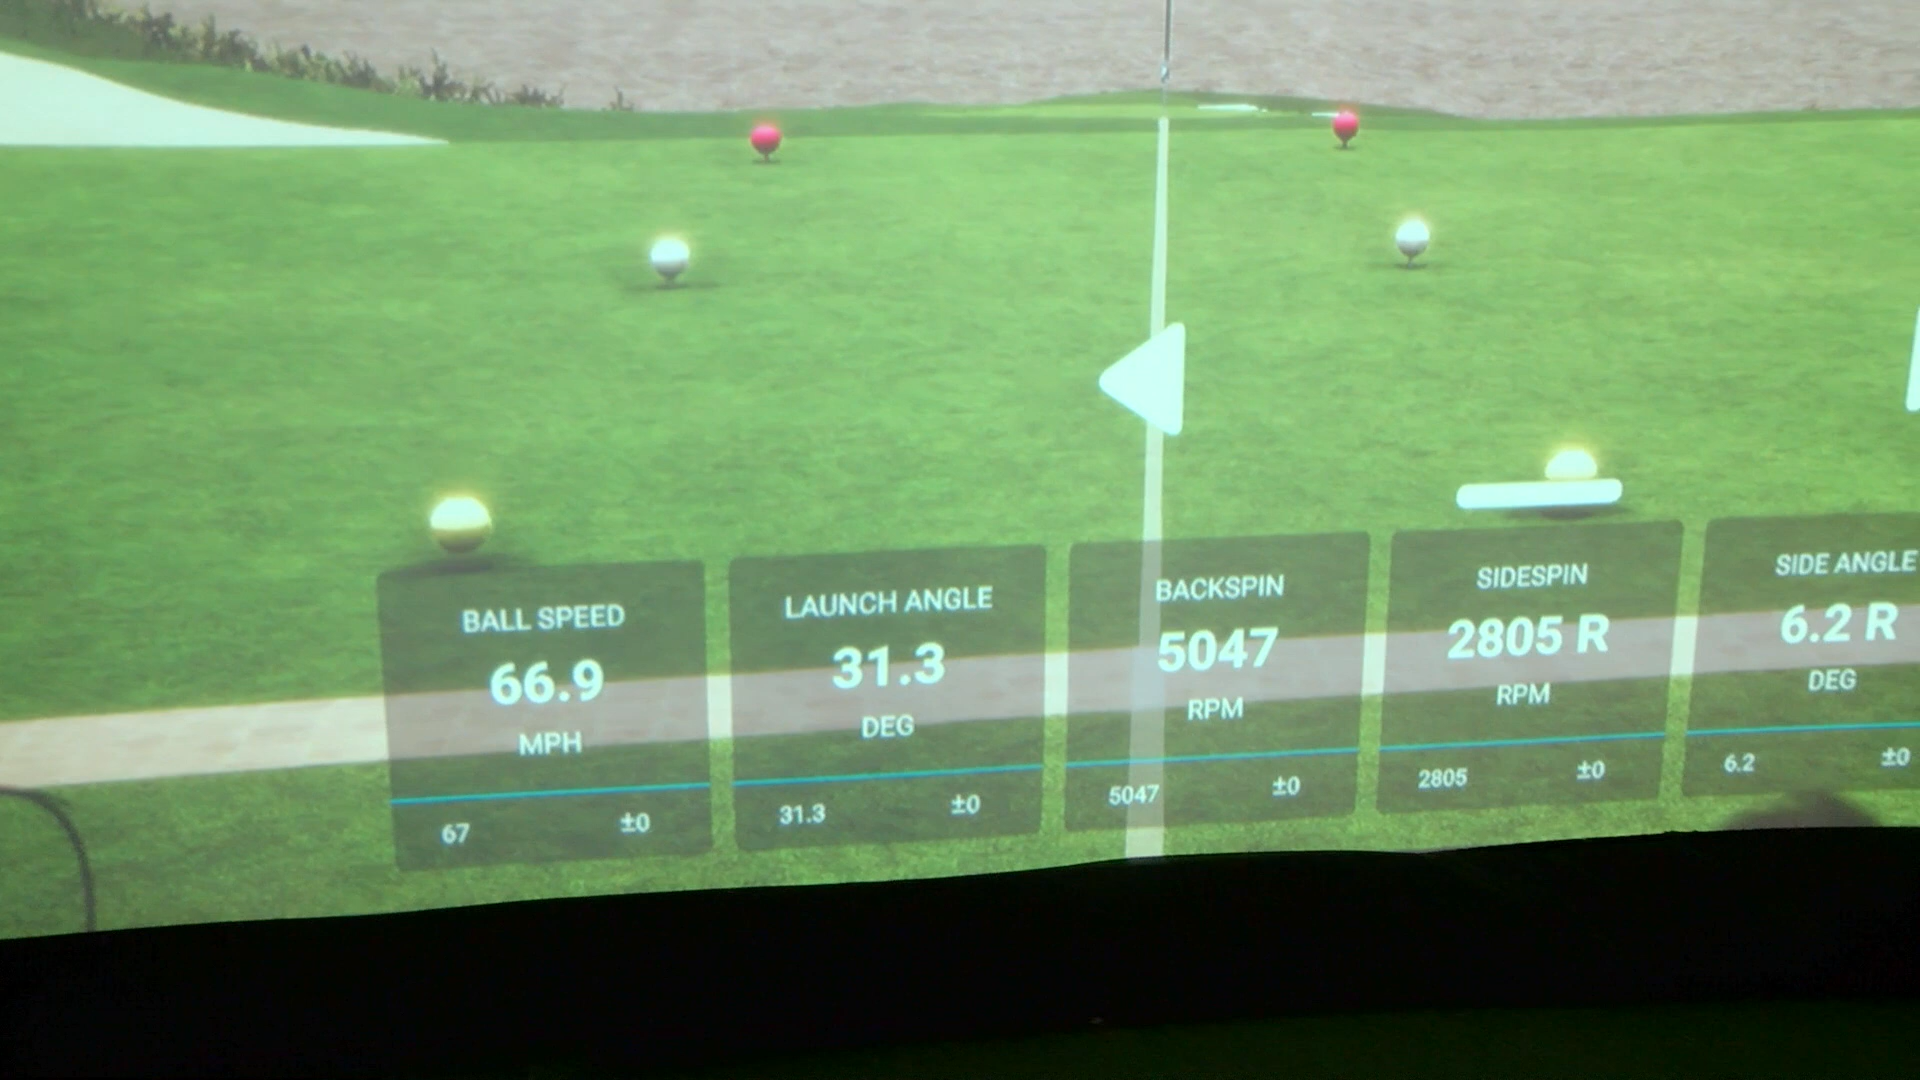 BALL SPEED
66.9
MPH
67 ±0
LAUNCH ANGLE
31.3
DEG
31.3 ±0
BACKSPIN
5047
RPM
5047 ±0
SIDESPIN
2805 R
RPM
2805 ±0
SIDE ANGLE
6.2 R
DEG
6.2 ±0